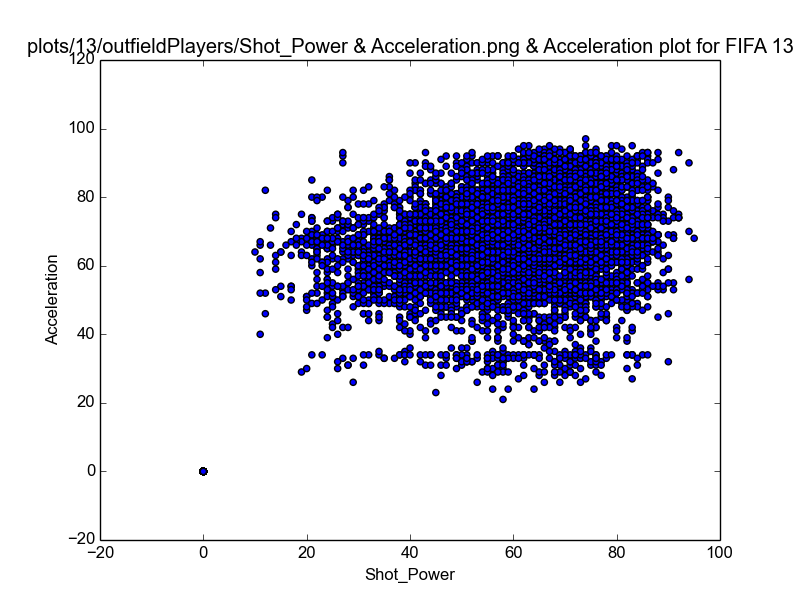 plots/13/outfieldPlayers/Shot_Power & Acceleration.png & Acceleration plot for FIFA 13
120
100
80
60
40
20
0
−20
Acceleration
−20 0 20 40 60 80 100
Shot_Power